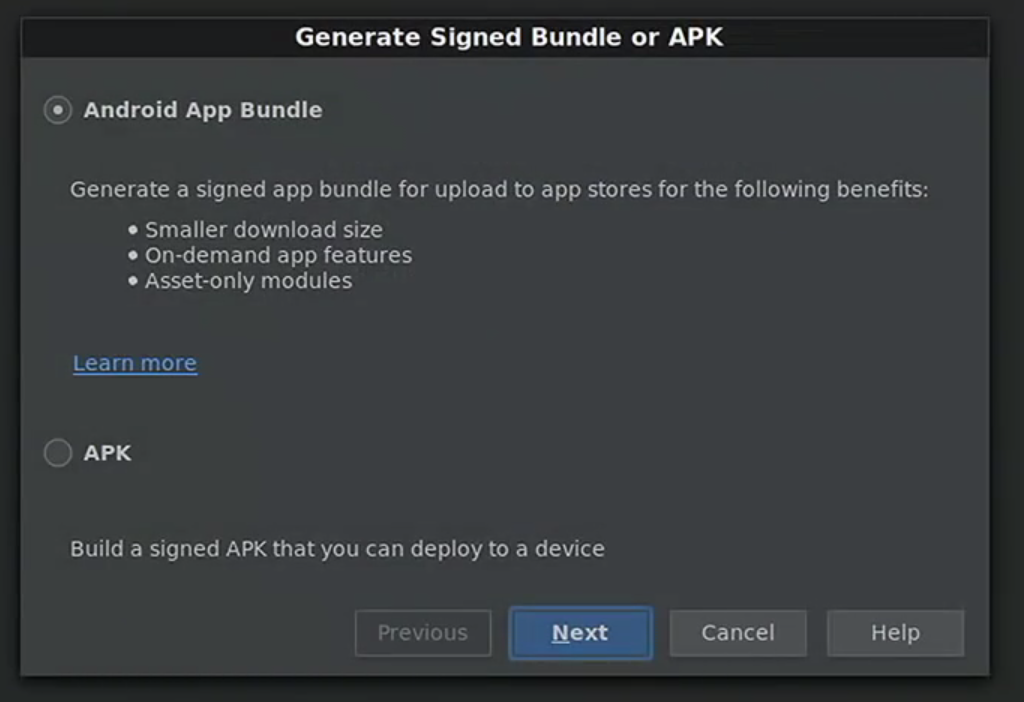 Generate Signed Bundle or APK
Android App Bundle
Generate a signed app bundle for upload to app stores for the following benefits:
• Smaller download size
• On-demand app features
• Asset-only modules
Learn more
APK
Build a signed APK that you can deploy to a device
Previous Next Cancel Help